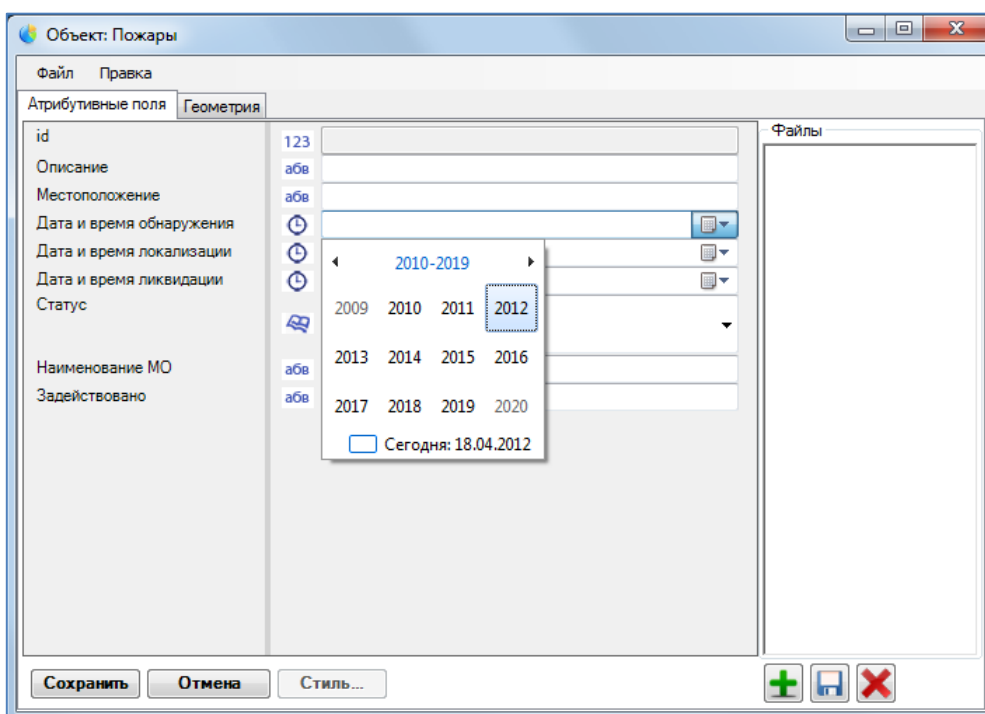 Объект: Пожары
Файл Правка
Атрибутивные поля Геометрия
Файлы
id 123
Описание абв
Местоположение абв
Дата и время обнаружения
Дата и время локализации
Дата и время ликвидации
Статус
Наименование МО абв
Задействовано абв
2010-2019
2009 2010 2011 2012
2013 2014 2015 2016
2017 2018 2019 2020
Сегодня: 18.04.2012
Сохранить Отмена Стиль...